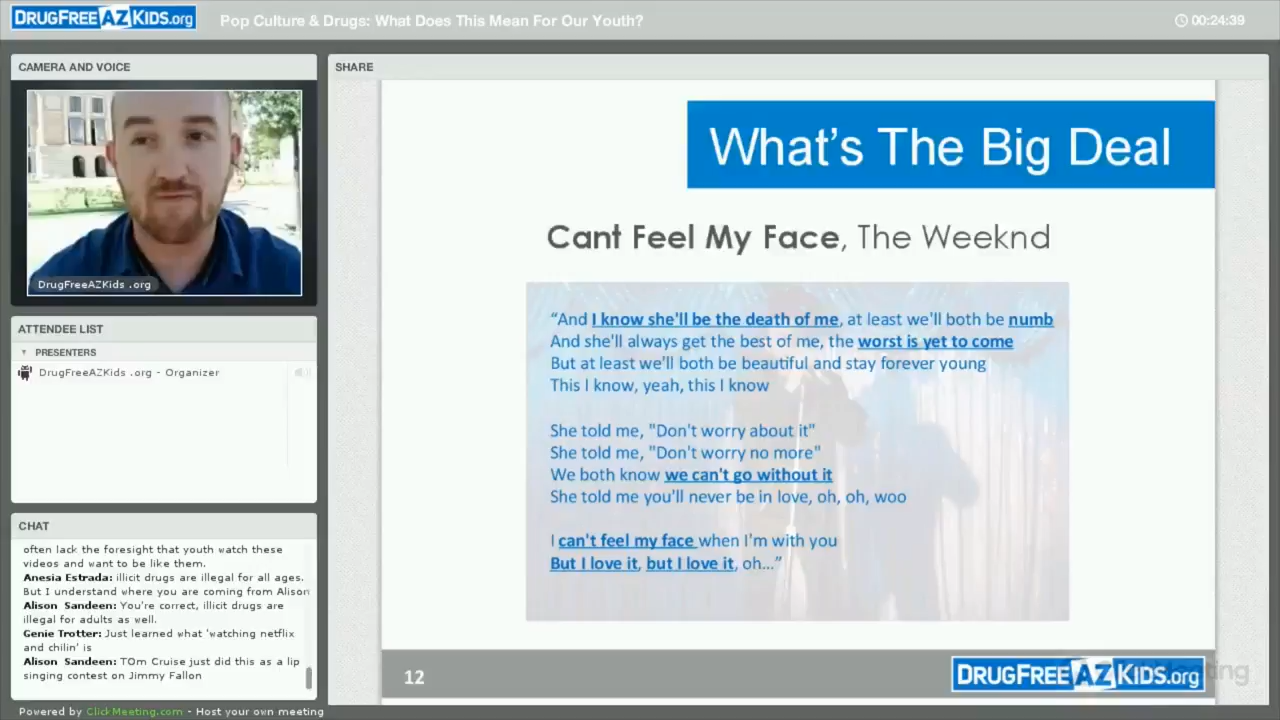 DRUGFREEAZKIDS.org
Pop Culture & Drugs: What Does This Mean For Our Youth?
00:24:39
CAMERA AND VOICE
DrugFreeAZKids .org
ATTENDEE LIST
PRESENTERS
DrugFreeAZKids .org - Organizer
CHAT
often lack the foresight that youth watch these
videos and want to be like them.
Anesia Estrada: illicit drugs are illegal for all ages.
But I understand where you are coming from Alison
Alison Sandeen: You're correct, illicit drugs are
illegal for adults as well.
Genie Trotter: Just learned what 'watching netflix
and chilin' is
Alison Sandeen: TOm Cruise just did this as a lip
singing contest on Jimmy Fallon
SHARE
What's The Big Deal
Cant Feel My Face, The Weeknd
"And I know she'll be the death of me, at least we'll both be numb
And she'll always get the best of me, the worst is yet to come
But at least we'll both be beautiful and stay forever young
This I know, yeah, this I know
She told me, "Don't worry about it"
She told me, "Don't worry no more"
We both know we can't go without it
She told me you'll never be in love, oh, oh, woo
I can't feel my face when I'm with you
But I love it, but I love it, oh..."
12
DRUGFREEAZKIDS.org
Powered by ClickMeeting.com - Host your own meeting